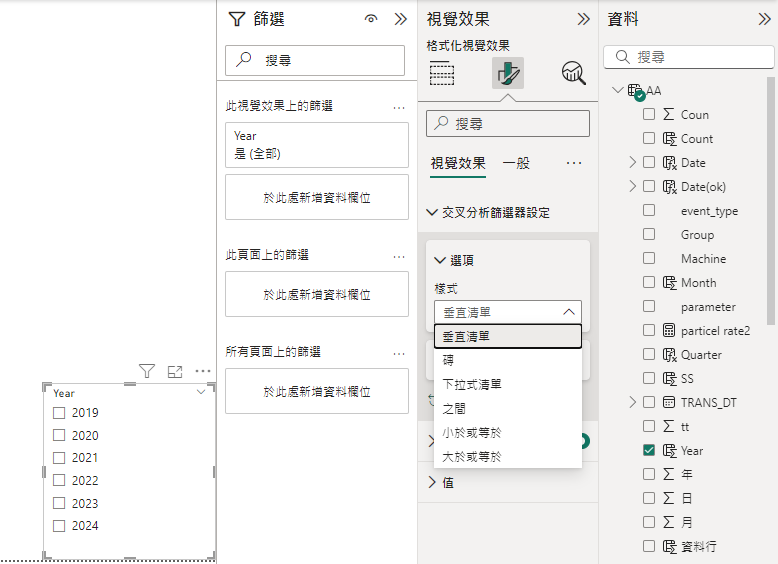 篩選
搜尋
此視覺效果上的篩選
Year
是 (全部)
於此處新增資料欄位
此頁面上的篩選
於此處新增資料欄位
所有頁面上的篩選
於此處新增資料欄位
Year
2019
2020
2021
2022
2023
2024
視覺效果
格式化視覺效果
搜尋
視覺效果
一般
交叉分析篩選器設定
選項
樣式
垂直清單
垂直清單
磚
下拉式清單
之間
小於或等於
大於或等於
值
資料
搜尋
AA
Coun
Count
Date
Date(ok)
event_type
Group
Machine
Month
parameter
particel rate2
Quarter
SS
TRANS_DT
tt
Year
年
日
月
資料行